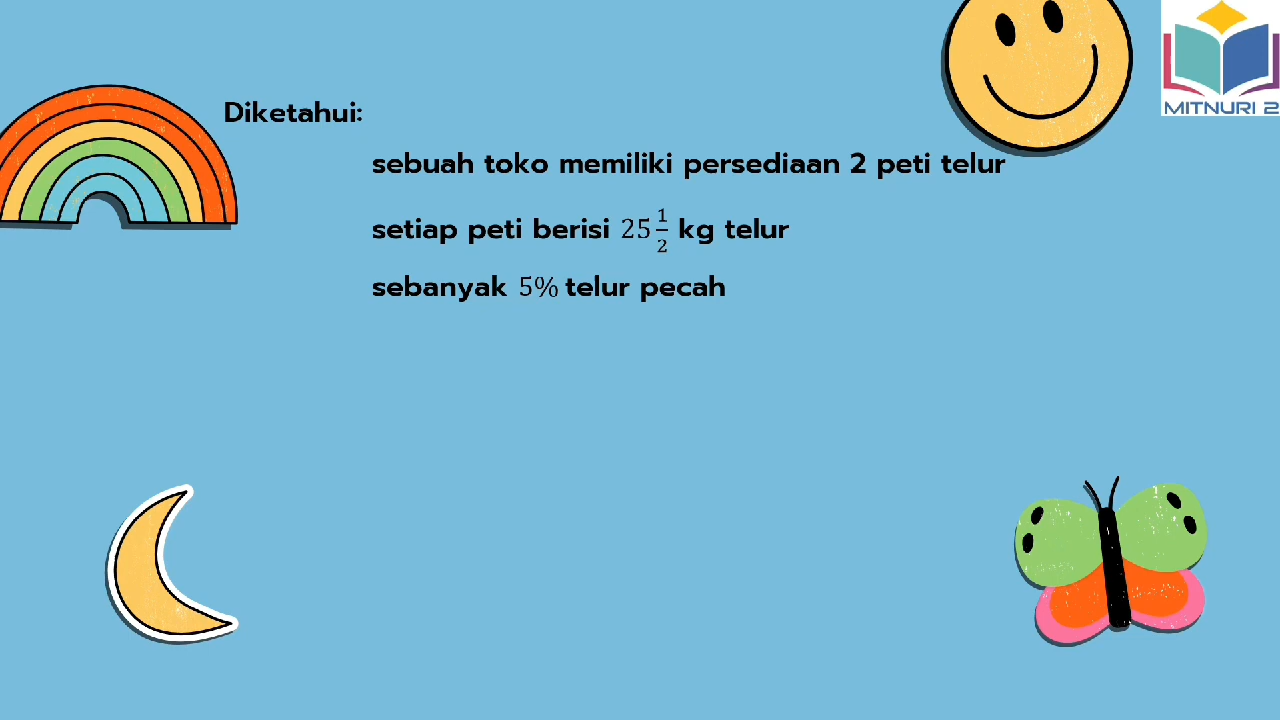 MITNURI 2
Diketahui:
sebuah toko memiliki persediaan 2 peti telur
setiap peti berisi 25 1/2 kg telur
sebanyak 5% telur pecah